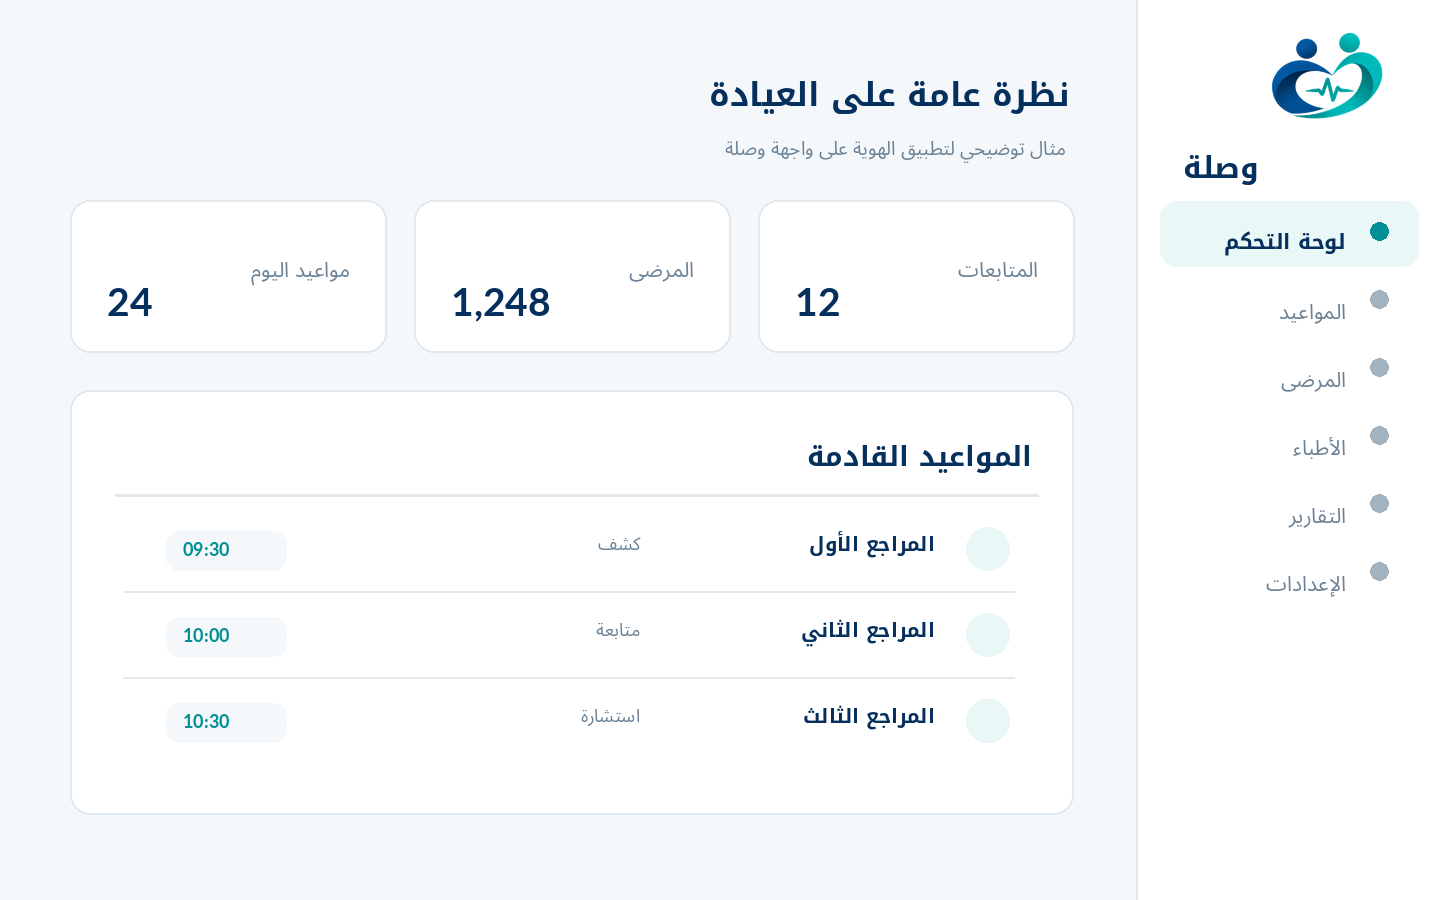 وصلة
لوحة التحكم
المواعيد
المرضى
الأطباء
التقارير
الإعدادات
نظرة عامة على العيادة
مثال توضيحي لتطبيق الهوية على واجهة وصلة
المتابعات
12
المرضى
1,248
مواعيد اليوم
24
المواعيد القادمة
المراجع الأول كشف 09:30
المراجع الثاني متابعة 10:00
المراجع الثالث استشارة 10:30